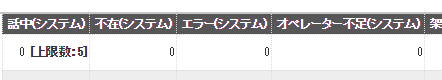 話中(システム) 不在(システム) エラー(システム) オペレーター不足(システム) 架
0 [上限数:5] 0 0 0